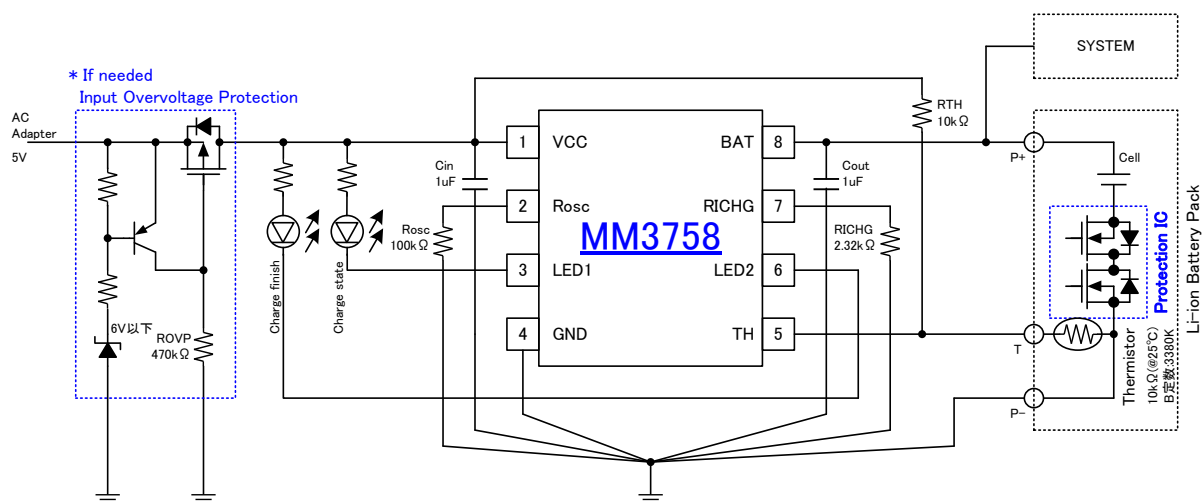 * If needed
Input Overvoltage Protection
AC
Adapter
5V
6V以下
ROVP
470kΩ
Charge finish
Charge state
Rosc
100kΩ
Cin
1uF
1
VCC
2
Rosc
3
LED1
4
GND
MM3758
BAT
8
RICHG
7
LED2
6
TH
5
Cout
1uF
RICHG
2.32kΩ
RTH
10kΩ
SYSTEM
P+
Cell
Protection IC
T
Thermistor
10kΩ(@25℃)
B定数:3380K
P−
Li-ion Battery Pack